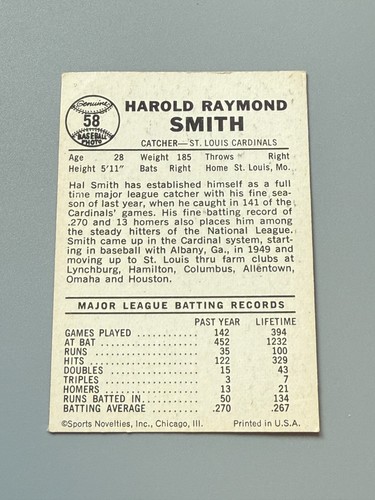 Genuine
58
BASEBALL
PHOTO
HAROLD RAYMOND
SMITH
CATCHER—ST. LOUIS CARDINALS
Age 28 Weight 185 Throws Right
Height 5'11" Bats Right Home St. Louis, Mo.
Hal Smith has established himself as a full
time major league catcher with his fine sea-
son of last year, when he caught in 141 of the
Cardinals' games. His fine batting record of
.270 and 13 homers also places him among
the steady hitters of the National League.
Smith came up in the Cardinal system, start-
ing in baseball with Albany, Ga., in 1949 and
moving up to St. Louis thru farm clubs at
Lynchburg, Hamilton, Columbus, Allentown,
Omaha and Houston.
MAJOR LEAGUE BATTING RECORDS
PAST YEAR LIFETIME
GAMES PLAYED 142 394
AT BAT 452 1232
RUNS 35 100
HITS 122 329
DOUBLES 15 43
TRIPLES 3 7
HOMERS 13 21
RUNS BATTED IN 50 134
BATTING AVERAGE .270 .267
©Sports Novelties, Inc., Chicago, Ill. Printed in U.S.A.